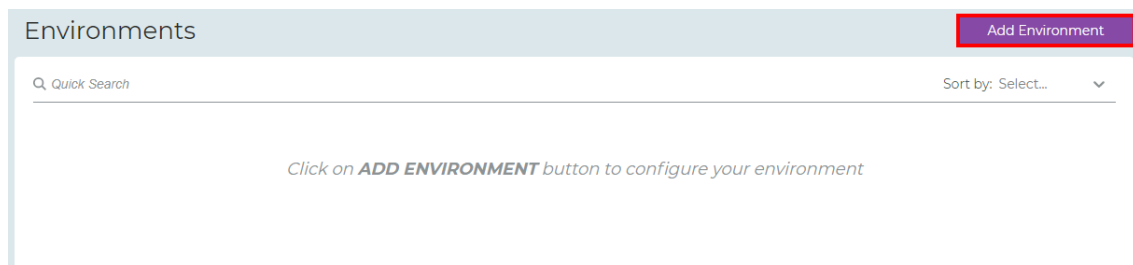 Environments
Add Environment
Quick Search
Sort by: Select...
Click on ADD ENVIRONMENT button to configure your environment